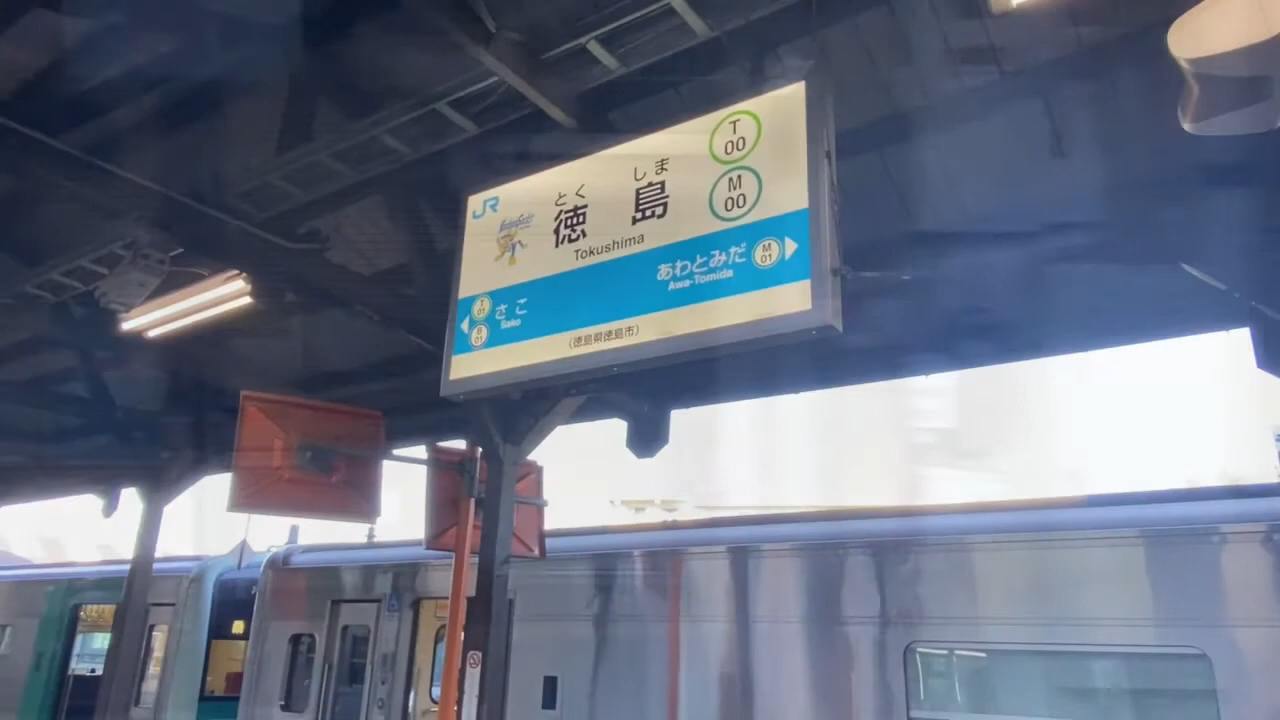 JR
とく しま
徳 島
Tokushima
T
00
M
00
あわとみだ
Awa-Tomida
M
01
T
01
B
01
さこ
Sako
(徳島県徳島市)